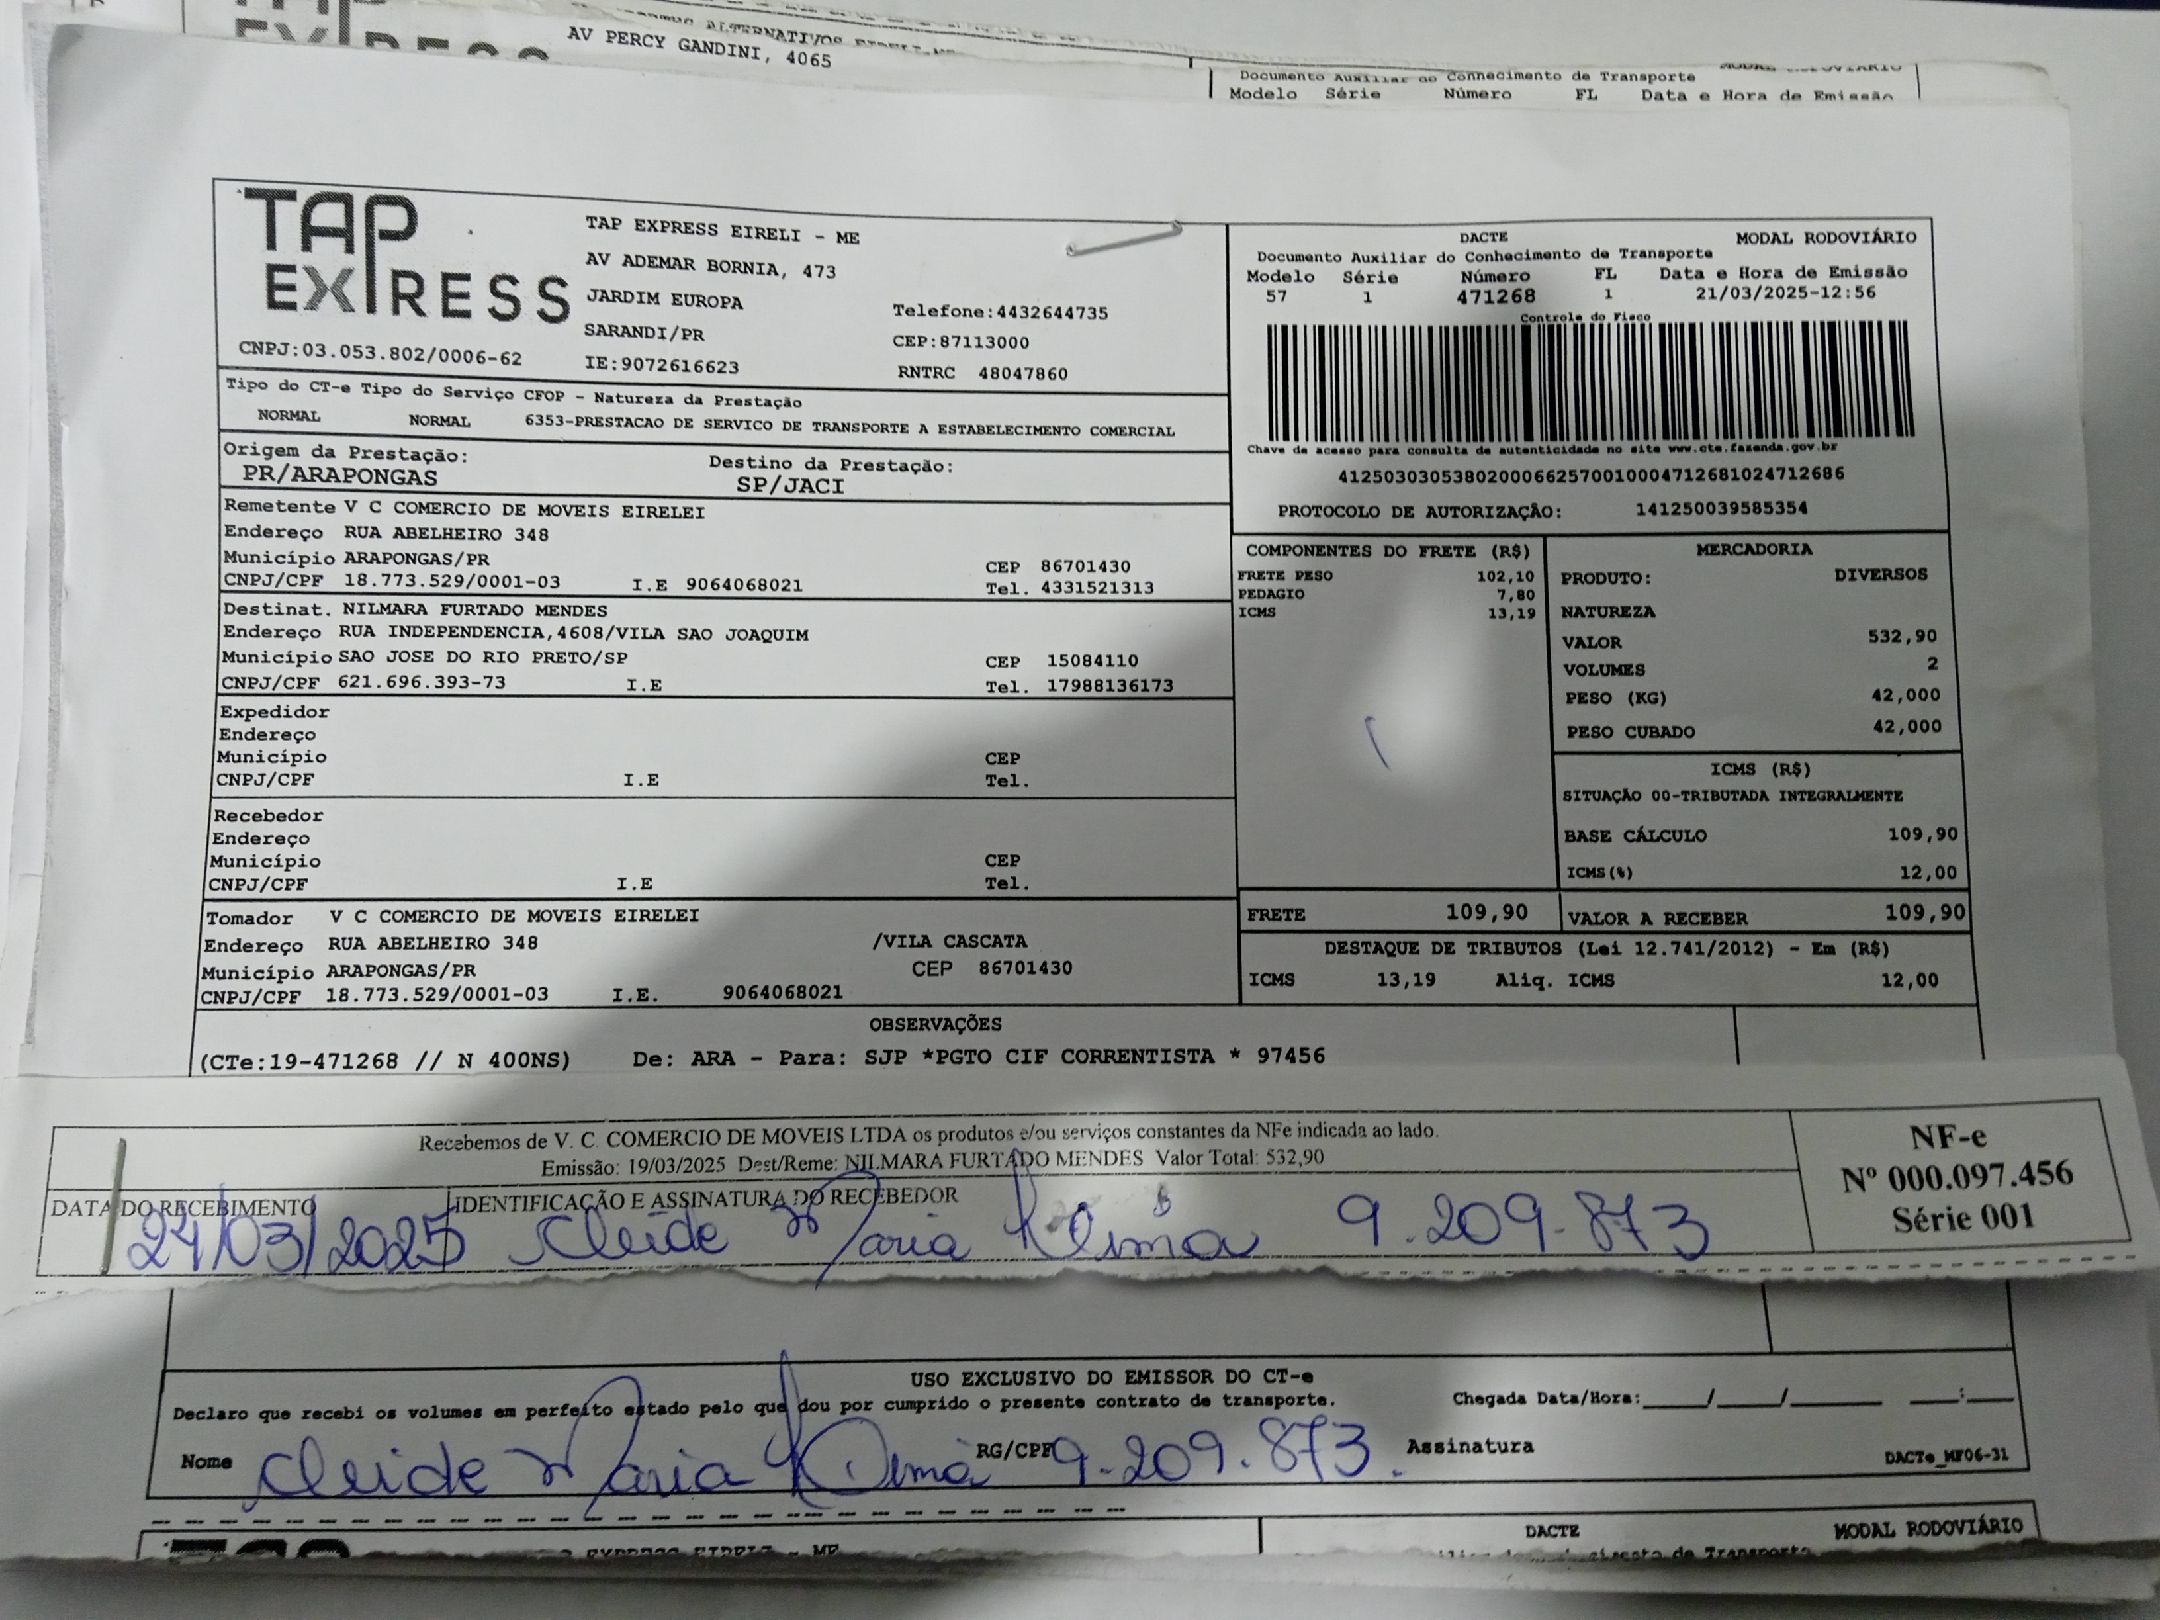 AV PERCY GANDINI, 4065
Documento Auxiliar do Conhecimento de Transporte
Modelo Série Número FL Data e Hora de Emissão
TAP EXPRESS
TAP EXPRESS EIRELI - ME
AV ADEMAR BORNIA, 473
JARDIM EUROPA
Telefone:4432644735
SARANDI/PR
CEP:87113000
CNPJ:03.053.802/0006-62
IE:9072616623
RNTRC 48047860
DACTE MODAL RODOVIÁRIO
Documento Auxiliar do Conhecimento de Transporte
Modelo Série Número FL Data e Hora de Emissão
57 1 471268 1 21/03/2025-12:56
Controle do Fisco
Chave de acesso para consulta de autenticidade no site www.cte.fazenda.gov.br
41250303053802000662570010004712681024712686
PROTOCOLO DE AUTORIZAÇÃO: 141250039585354
Tipo do CT-e Tipo do Serviço CFOP - Natureza da Prestação
NORMAL NORMAL 6353-PRESTACAO DE SERVICO DE TRANSPORTE A ESTABELECIMENTO COMERCIAL
Origem da Prestação: Destino da Prestação:
PR/ARAPONGAS SP/JACI
Remetente V C COMERCIO DE MOVEIS EIRELEI
Endereço RUA ABELHEIRO 348
Município ARAPONGAS/PR CEP 86701430
CNPJ/CPF 18.773.529/0001-03 I.E 9064068021 Tel. 4331521313
Destinat. NILMARA FURTADO MENDES
Endereço RUA INDEPENDENCIA,4608/VILA SAO JOAQUIM
Município SAO JOSE DO RIO PRETO/SP CEP 15084110
CNPJ/CPF 621.696.393-73 I.E Tel. 17988136173
Expedidor
Endereço
Município CEP
CNPJ/CPF I.E Tel.
Recebedor
Endereço
Município CEP
CNPJ/CPF I.E Tel.
Tomador V C COMERCIO DE MOVEIS EIRELEI
Endereço RUA ABELHEIRO 348 /VILA CASCATA
Município ARAPONGAS/PR CEP 86701430
CNPJ/CPF 18.773.529/0001-03 I.E. 9064068021
COMPONENTES DO FRETE (R$)
FRETE PESO 102,10
PEDAGIO 7,80
ICMS 13,19
MERCADORIA
PRODUTO: DIVERSOS
NATUREZA
VALOR 532,90
VOLUMES 2
PESO (KG) 42,000
PESO CUBADO 42,000
ICMS (R$)
SITUAÇÃO 00-TRIBUTADA INTEGRALMENTE
BASE CÁLCULO 109,90
ICMS(%) 12,00
FRETE 109,90 VALOR A RECEBER 109,90
DESTAQUE DE TRIBUTOS (Lei 12.741/2012) - Em (R$)
ICMS 13,19 Aliq. ICMS 12,00
OBSERVAÇÕES
(CTe:19-471268 // N 400NS) De: ARA - Para: SJP *PGTO CIF CORRENTISTA * 97456
Recebemos de V. C. COMERCIO DE MOVEIS LTDA os produtos e/ou serviços constantes da NFe indicada ao lado.
Emissão: 19/03/2025 Dest/Reme: NILMARA FURTADO MENDES Valor Total: 532,90
DATA DO RECEBIMENTO IDENTIFICAÇÃO E ASSINATURA DO RECEBEDOR
24/03/2025 Cleide Maria Lima 9.209.873
NF-e
Nº 000.097.456
Série 001
USO EXCLUSIVO DO EMISSOR DO CT-e
Declaro que recebi os volumes em perfeito estado pelo que dou por cumprido o presente contrato de transporte.
Chegada Data/Hora:____/____/______ ___:___
Nome Cleide Maria Lima RG/CPF 9.209.873. Assinatura
DACTe_MF06-31
DACTE MODAL RODOVIÁRIO